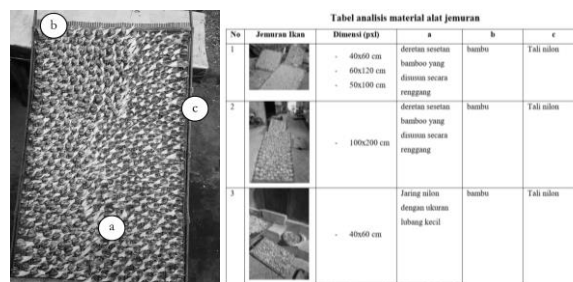 b
c
a
Tabel analisis material alat jemuran
No Jemuran Ikan Dimensi (pxl) a b c
1
- 40x60 cm
- 60x120 cm
- 50x100 cm
deretan sesetan
bamboo yang
disusun secara
renggang
bambu
Tali nilon
2
- 100x200 cm
deretan sesetan
bamboo yang
disusun secara
renggang
bambu
Tali nilon
3
- 40x60 cm
Jaring nilon
dengan ukuran
lubang kecil
bambu
Tali nilon